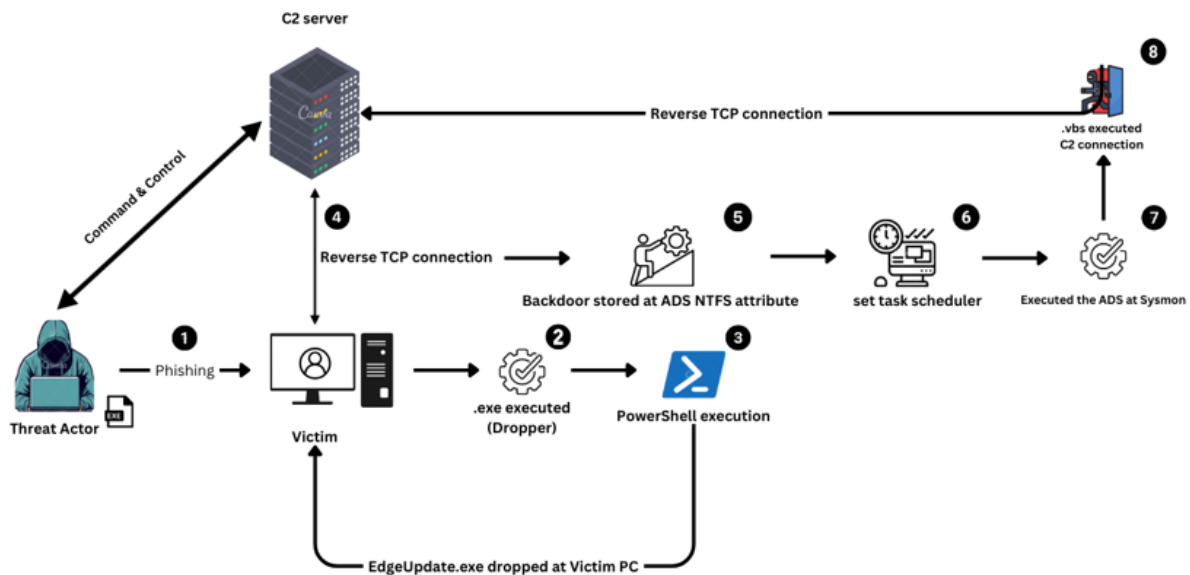 C2 server
8
Reverse TCP connection
.vbs executed
C2 connection
Canva
Command & Control
4
5
6
7
Reverse TCP connection
Backdoor stored at ADS NTFS attribute
set task scheduler
Executed the ADS at Sysmon
1
2
3
Phishing
EXE
Threat Actor
Victim
.exe executed
(Dropper)
PowerShell execution
EdgeUpdate.exe dropped at Victim PC